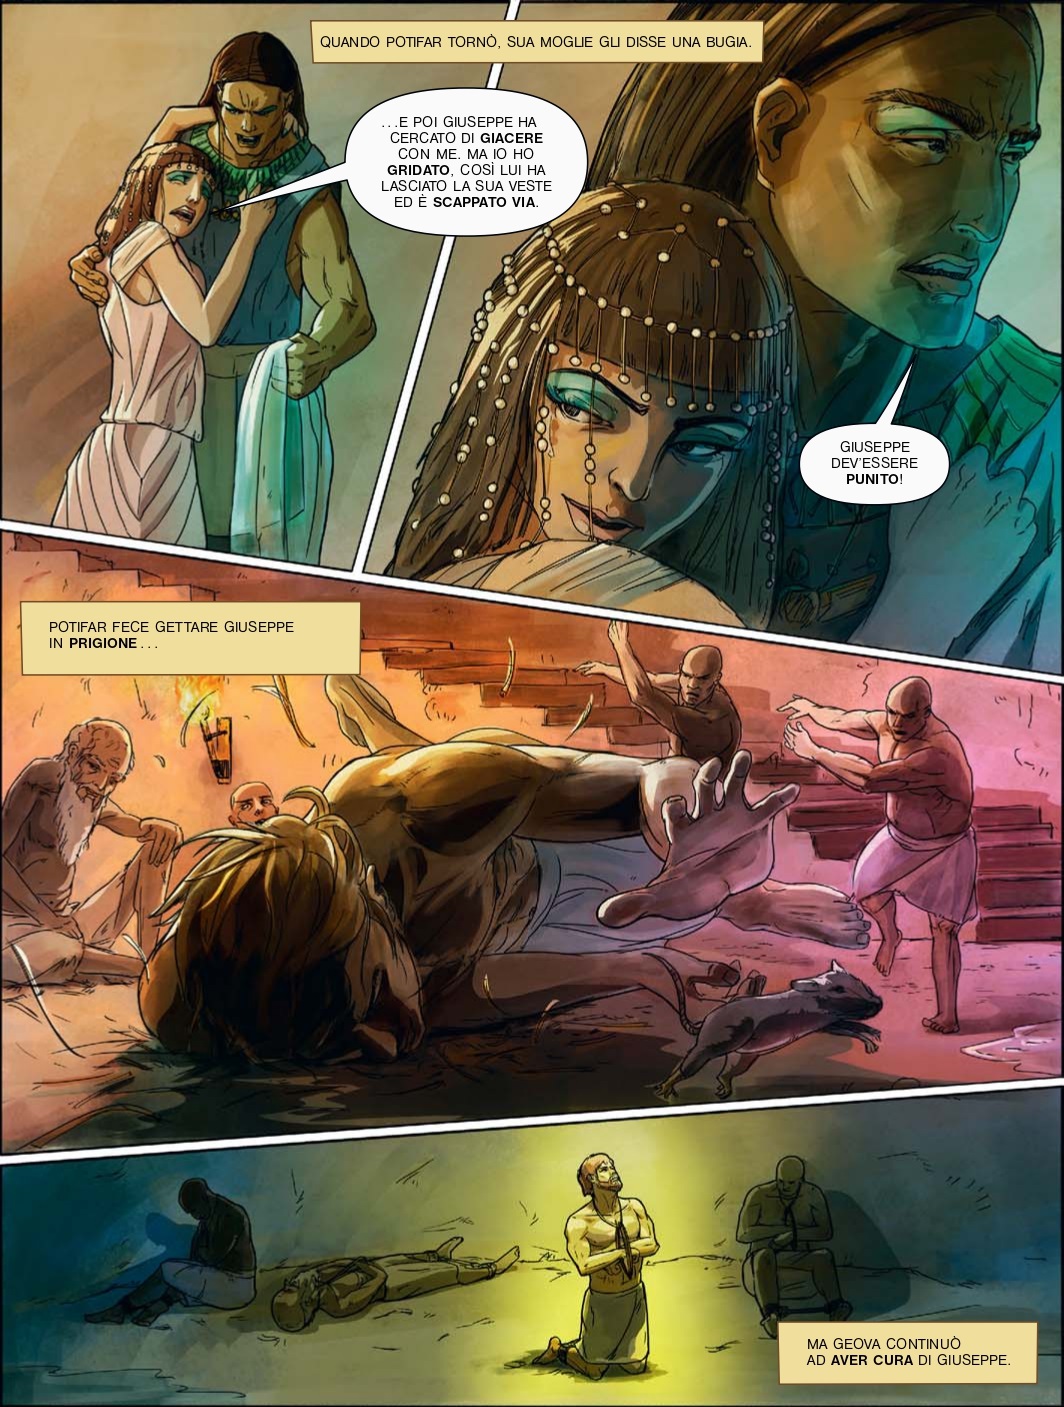 QUANDO POTIFAR TORNÒ, SUA MOGLIE GLI DISSE UNA BUGIA.
...E POI GIUSEPPE HA
CERCATO DI GIACERE
CON ME. MA IO HO
GRIDATO, COSÌ LUI HA
LASCIATO LA SUA VESTE
ED È SCAPPATO VIA.
GIUSEPPE
DEV'ESSERE
PUNITO!
POTIFAR FECE GETTARE GIUSEPPE
IN PRIGIONE...
MA GEOVA CONTINUÒ
AD AVER CURA DI GIUSEPPE.